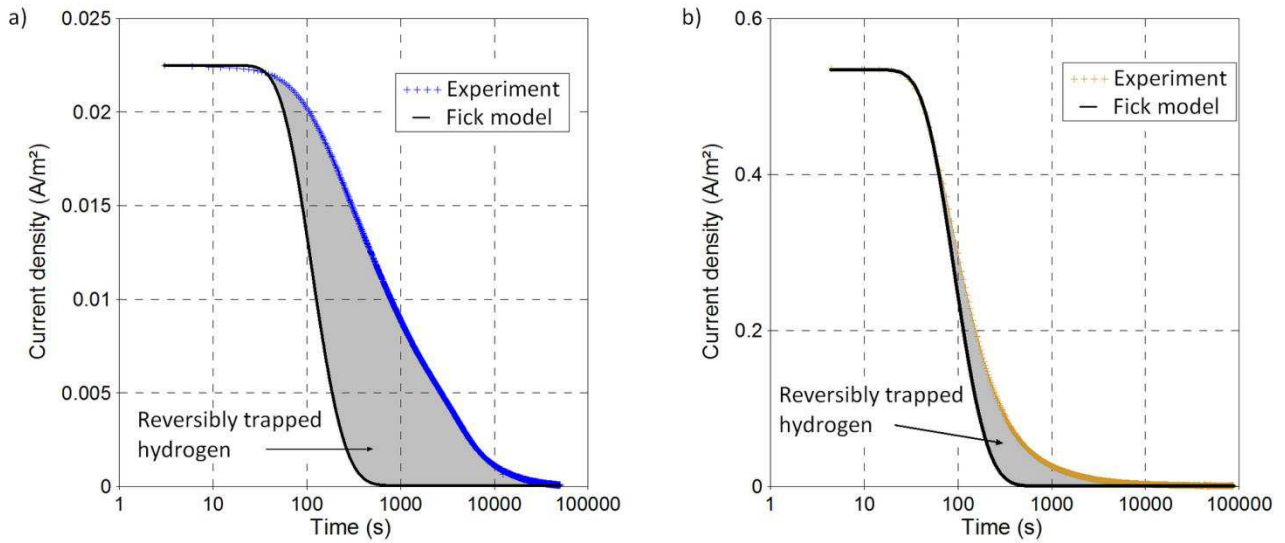 a)
0.025
0.02
0.015
0.01
0.005
0
Current density (A/m²)
1
10
100
1000
10000
100000
Time (s)
Experiment
Fick model
Reversibly trapped
hydrogen
b)
0.6
0.4
0.2
0
Current density (A/m²)
1
10
100
1000
10000
100000
Time (s)
Experiment
Fick model
Reversibly trapped
hydrogen